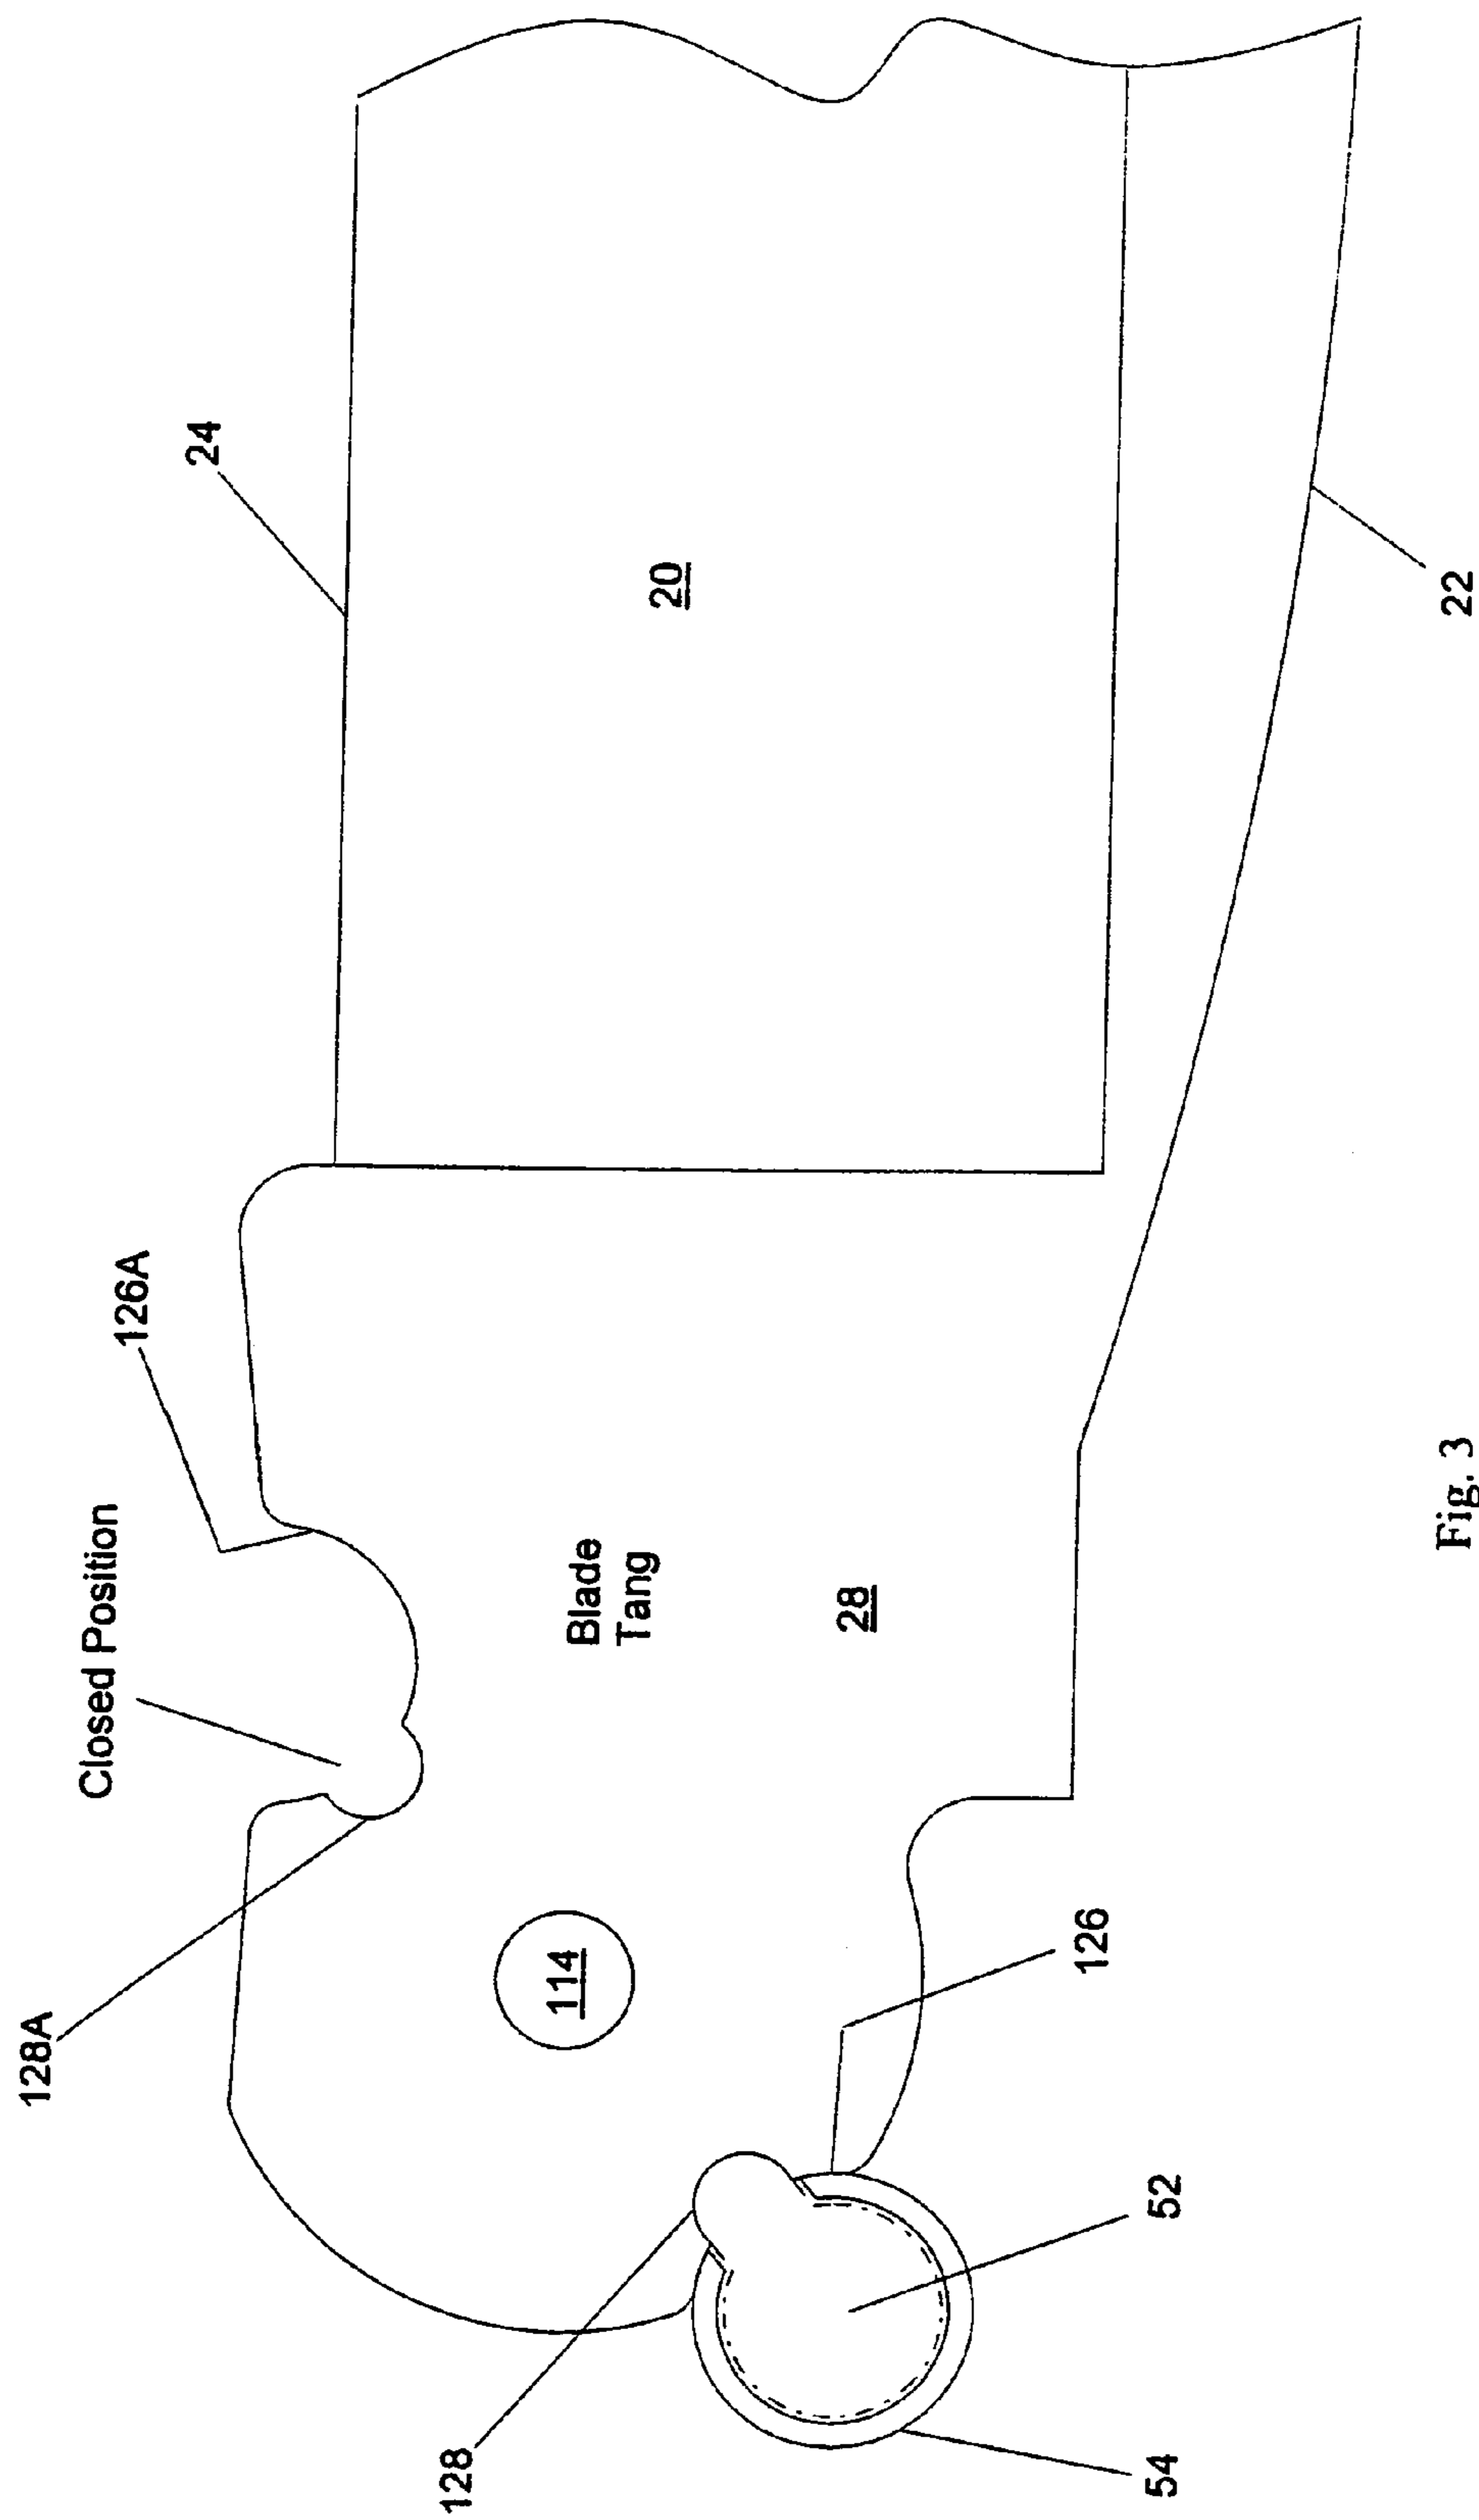 128A
Closed Position
126A
24
114
Blade
Tang
20
28
128
126
52
54
22
Fig. 3